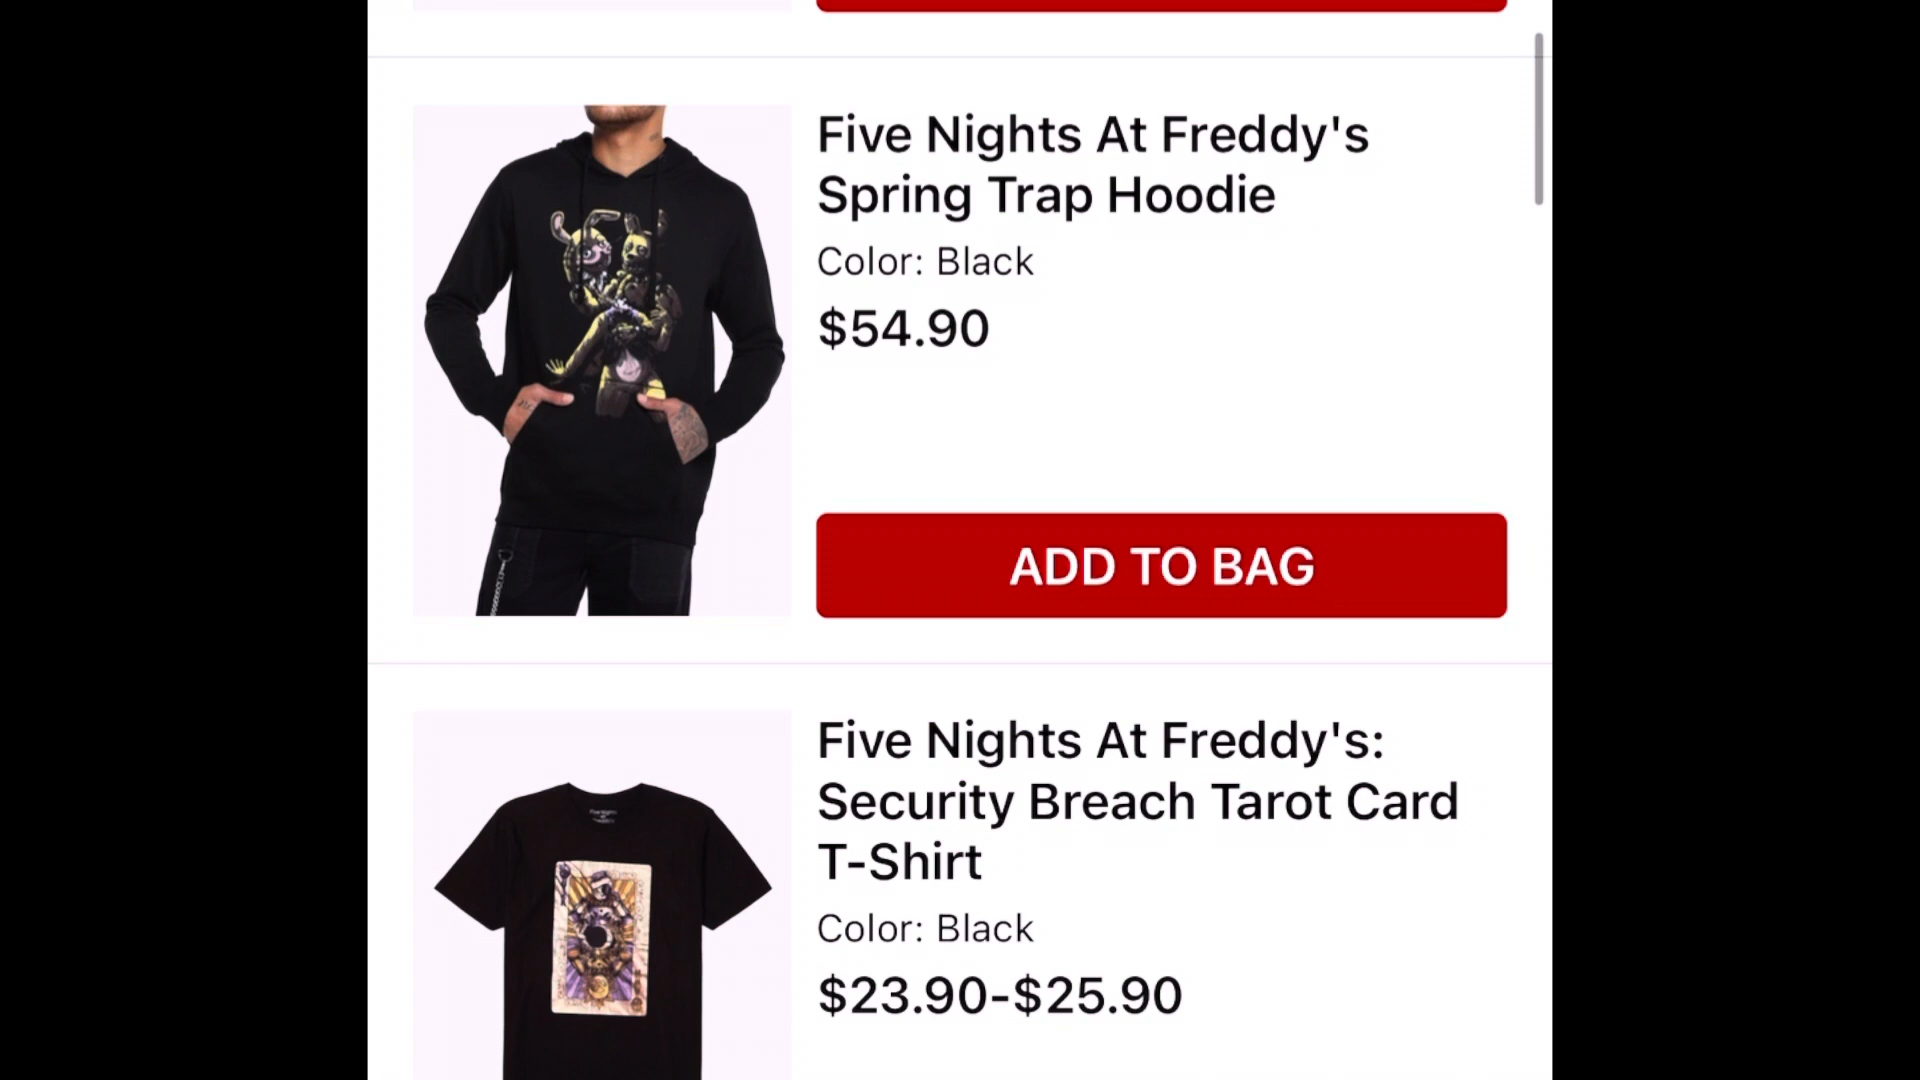 Five Nights At Freddy's
Spring Trap Hoodie
Color: Black
$54.90
ADD TO BAG
Five Nights At Freddy's:
Security Breach Tarot Card
T-Shirt
Color: Black
$23.90-$25.90